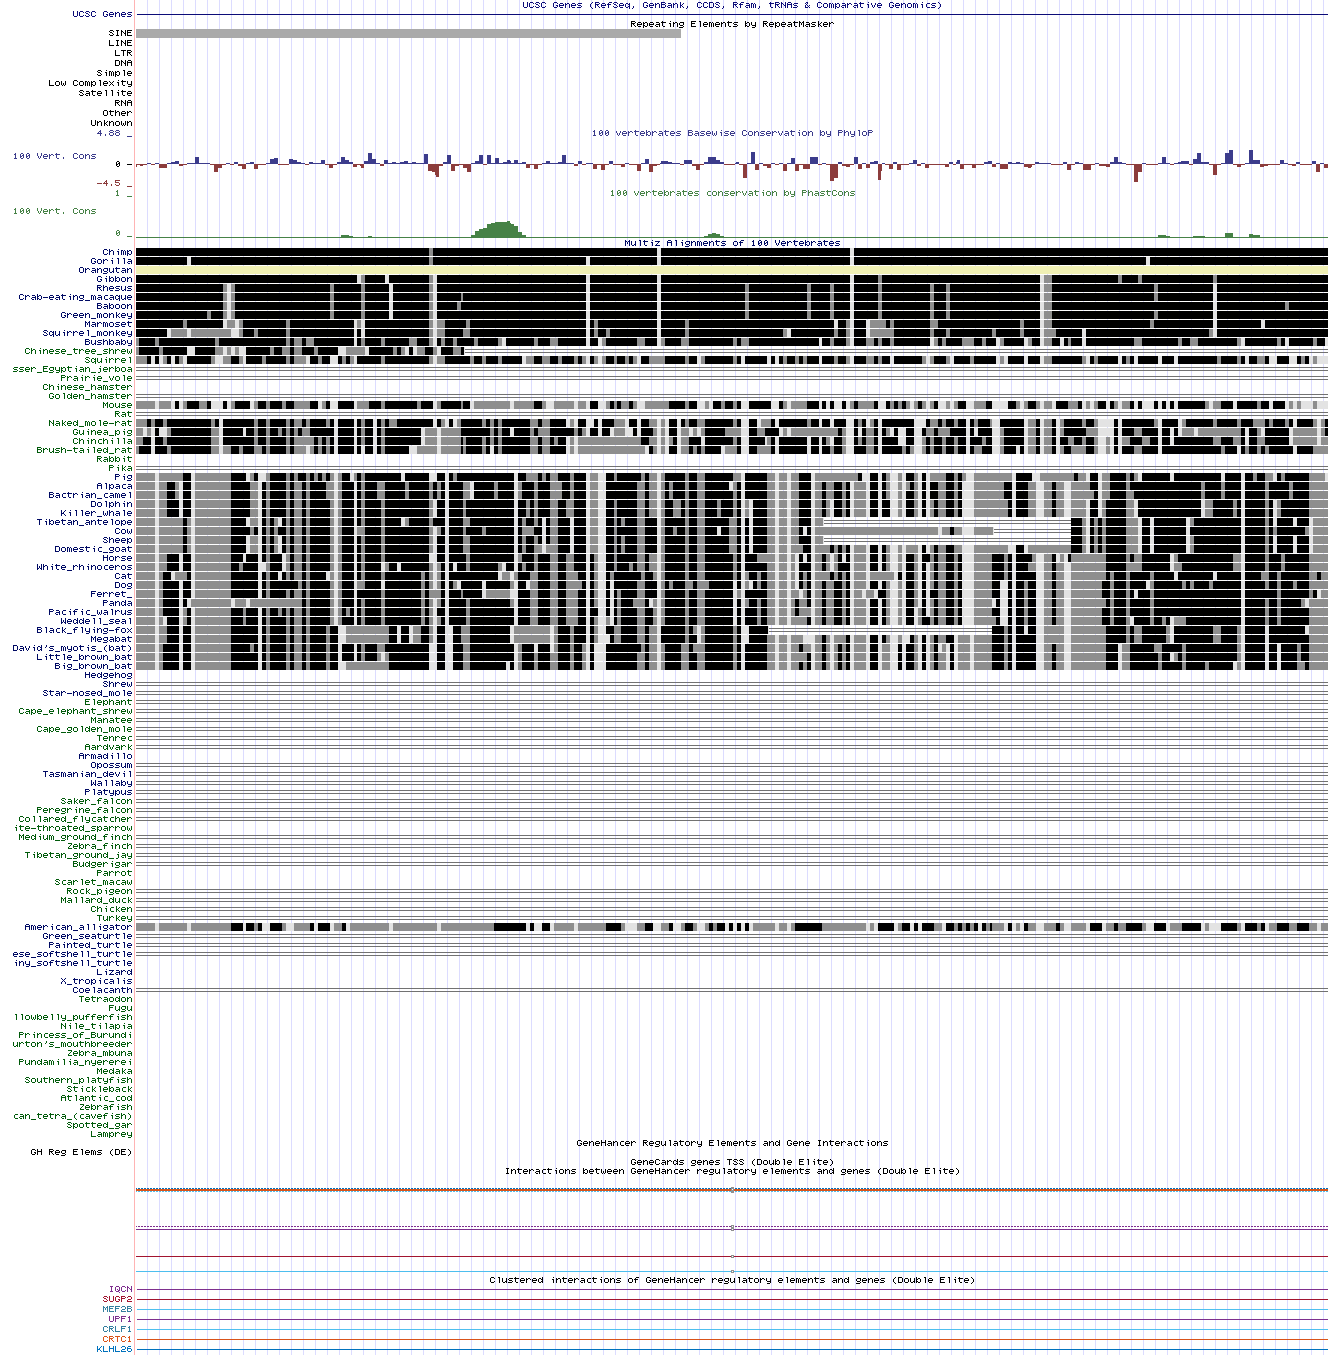 UCSC Genes (RefSeq, GenBank, CCDS, Rfam, tRNAs & Comparative Genomics)
UCSC Genes
Repeating Elements by RepeatMasker
SINE
LINE
LTR
DNA
Simple
Low Complexity
Satellite
RNA
Other
Unknown
4.88 _
100 vertebrates Basewise Conservation by PhyloP
100 Vert. Cons
0 –
-4.5 _
1 _
100 vertebrates conservation by PhastCons
100 Vert. Cons
0 _
Multiz Alignments of 100 Vertebrates
Chimp
Gorilla
Orangutan
Gibbon
Rhesus
Crab-eating_macaque
Baboon
Green_monkey
Marmoset
Squirrel_monkey
Bushbaby
Chinese_tree_shrew
Squirrel
sser_Egyptian_jerboa
Prairie_vole
Chinese_hamster
Golden_hamster
Mouse
Rat
Naked_mole-rat
Guinea_pig
Chinchilla
Brush-tailed_rat
Rabbit
Pika
Pig
Alpaca
Bactrian_camel
Dolphin
Killer_whale
Tibetan_antelope
Cow
Sheep
Domestic_goat
Horse
White_rhinoceros
Cat
Dog
Ferret_
Panda
Pacific_walrus
Weddell_seal
Black_flying-fox
Megabat
David's_myotis_(bat)
Little_brown_bat
Big_brown_bat
Hedgehog
Shrew
Star-nosed_mole
Elephant
Cape_elephant_shrew
Manatee
Cape_golden_mole
Tenrec
Aardvark
Armadillo
Opossum
Tasmanian_devil
Wallaby
Platypus
Saker_falcon
Peregrine_falcon
Collared_flycatcher
ite-throated_sparrow
Medium_ground_finch
Zebra_finch
Tibetan_ground_jay
Budgerigar
Parrot
Scarlet_macaw
Rock_pigeon
Mallard_duck
Chicken
Turkey
American_alligator
Green_seaturtle
Painted_turtle
ese_softshell_turtle
iny_softshell_turtle
Lizard
X_tropicalis
Coelacanth
Tetraodon
Fugu
llowbelly_pufferfish
Nile_tilapia
Princess_of_Burundi
urton's_mouthbreeder
Zebra_mbuna
Pundamilia_nyererei
Medaka
Southern_platyfish
Stickleback
Atlantic_cod
Zebrafish
can_tetra_(cavefish)
Spotted_gar
Lamprey
GeneHancer Regulatory Elements and Gene Interactions
GH Reg Elems (DE)
GeneCards genes TSS (Double Elite)
Interactions between GeneHancer regulatory elements and genes (Double Elite)
Clustered interactions of GeneHancer regulatory elements and genes (Double Elite)
IQCN
SUGP2
MEF2B
UPF1
CRLF1
CRTC1
KLHL26